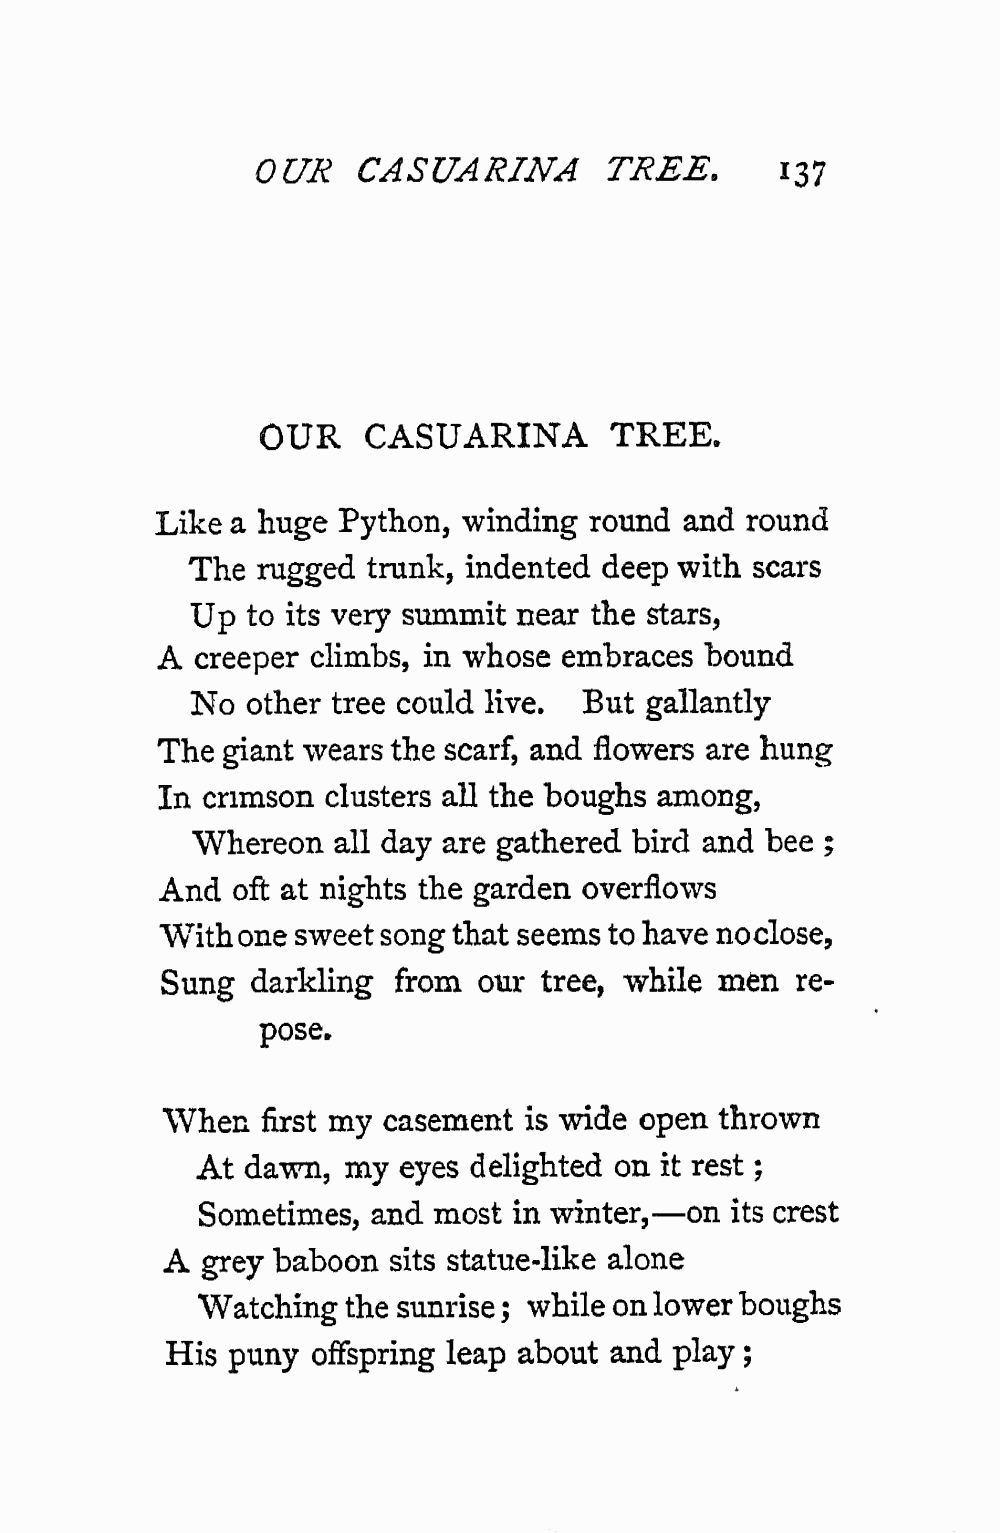 OUR CASUARINA TREE. 137
OUR CASUARINA TREE.
Like a huge Python, winding round and round
The rugged trunk, indented deep with scars
Up to its very summit near the stars,
A creeper climbs, in whose embraces bound
No other tree could live. But gallantly
The giant wears the scarf, and flowers are hung
In crimson clusters all the boughs among,
Whereon all day are gathered bird and bee ;
And oft at nights the garden overflows
With one sweet song that seems to have no close,
Sung darkling from our tree, while men re-
pose.
When first my casement is wide open thrown
At dawn, my eyes delighted on it rest ;
Sometimes, and most in winter,—on its crest
A grey baboon sits statue-like alone
Watching the sunrise ; while on lower boughs
His puny offspring leap about and play ;